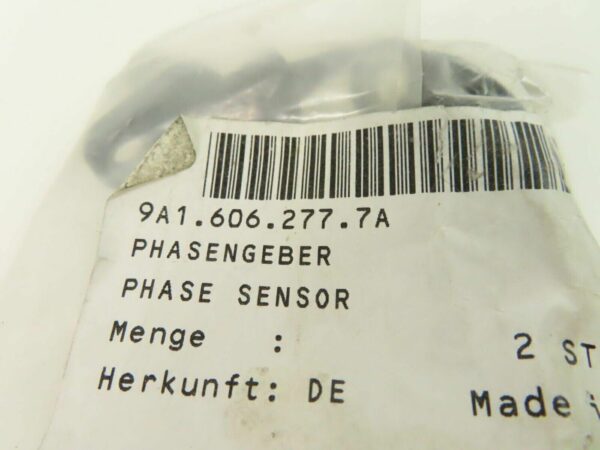 9A1.606.277.7A
PHASENGEBER
PHASE SENSOR
Menge : 2 ST
Herkunft: DE Made